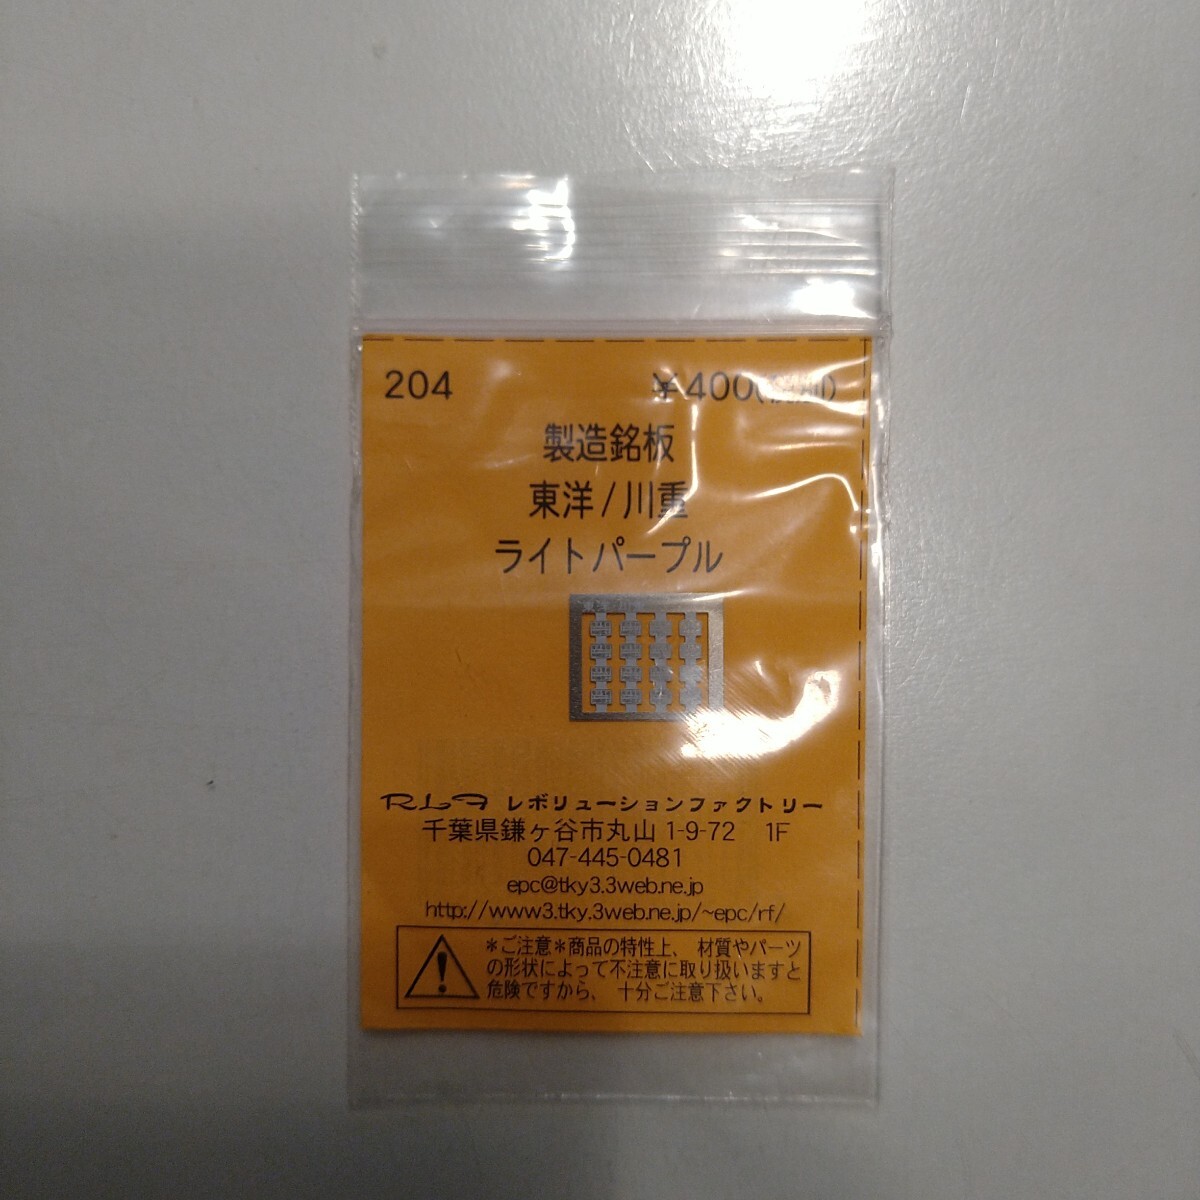 204 ¥400(税別)
製造銘板
東洋/川重
ライトパープル
RLF レボリューションファクトリー
千葉県鎌ヶ谷市丸山 1-9-72 1F
047-445-0481
epc@tky3.3web.ne.jp
http://www3.tky.3web.ne.jp/~epc/rf/
＊ご注意＊商品の特性上、 材質やパーツ
の形状によって不注意に取り扱いますと
危険ですから、 十分ご注意下さい。